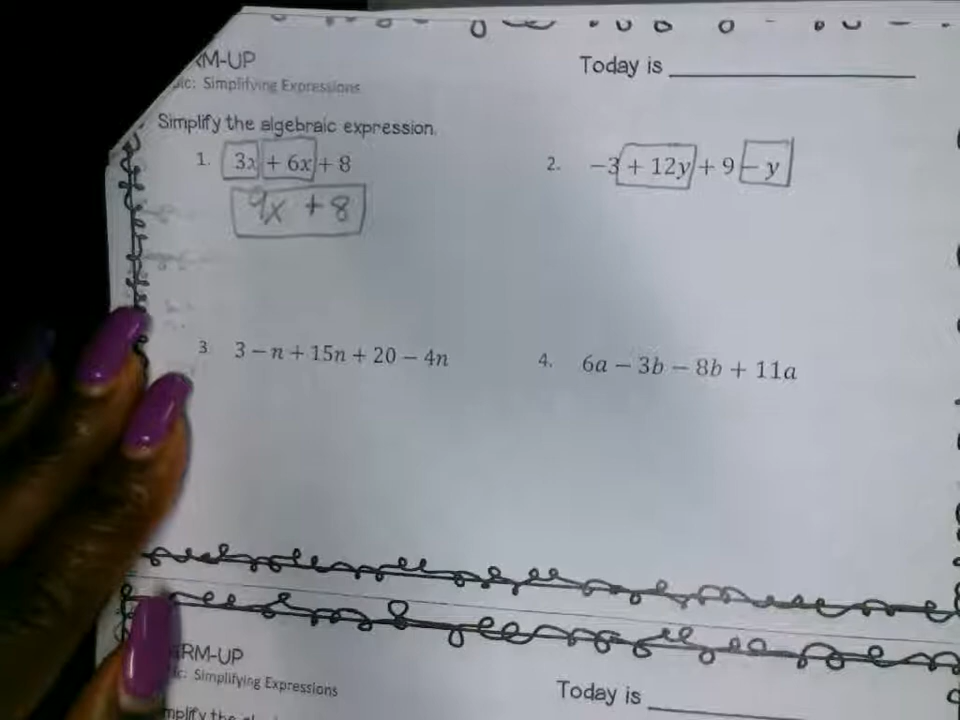 RM-UP
Today is
ic: Simplifying Expressions
Simplify the algebraic expression.
1. 3x + 6x + 8
2. −3 + 12y + 9 − y
9x + 8
3. 3 − n + 15n + 20 − 4n
4. 6a − 3b − 8b + 11a
RM-UP
ic: Simplifying Expressions
Today is
mplify the